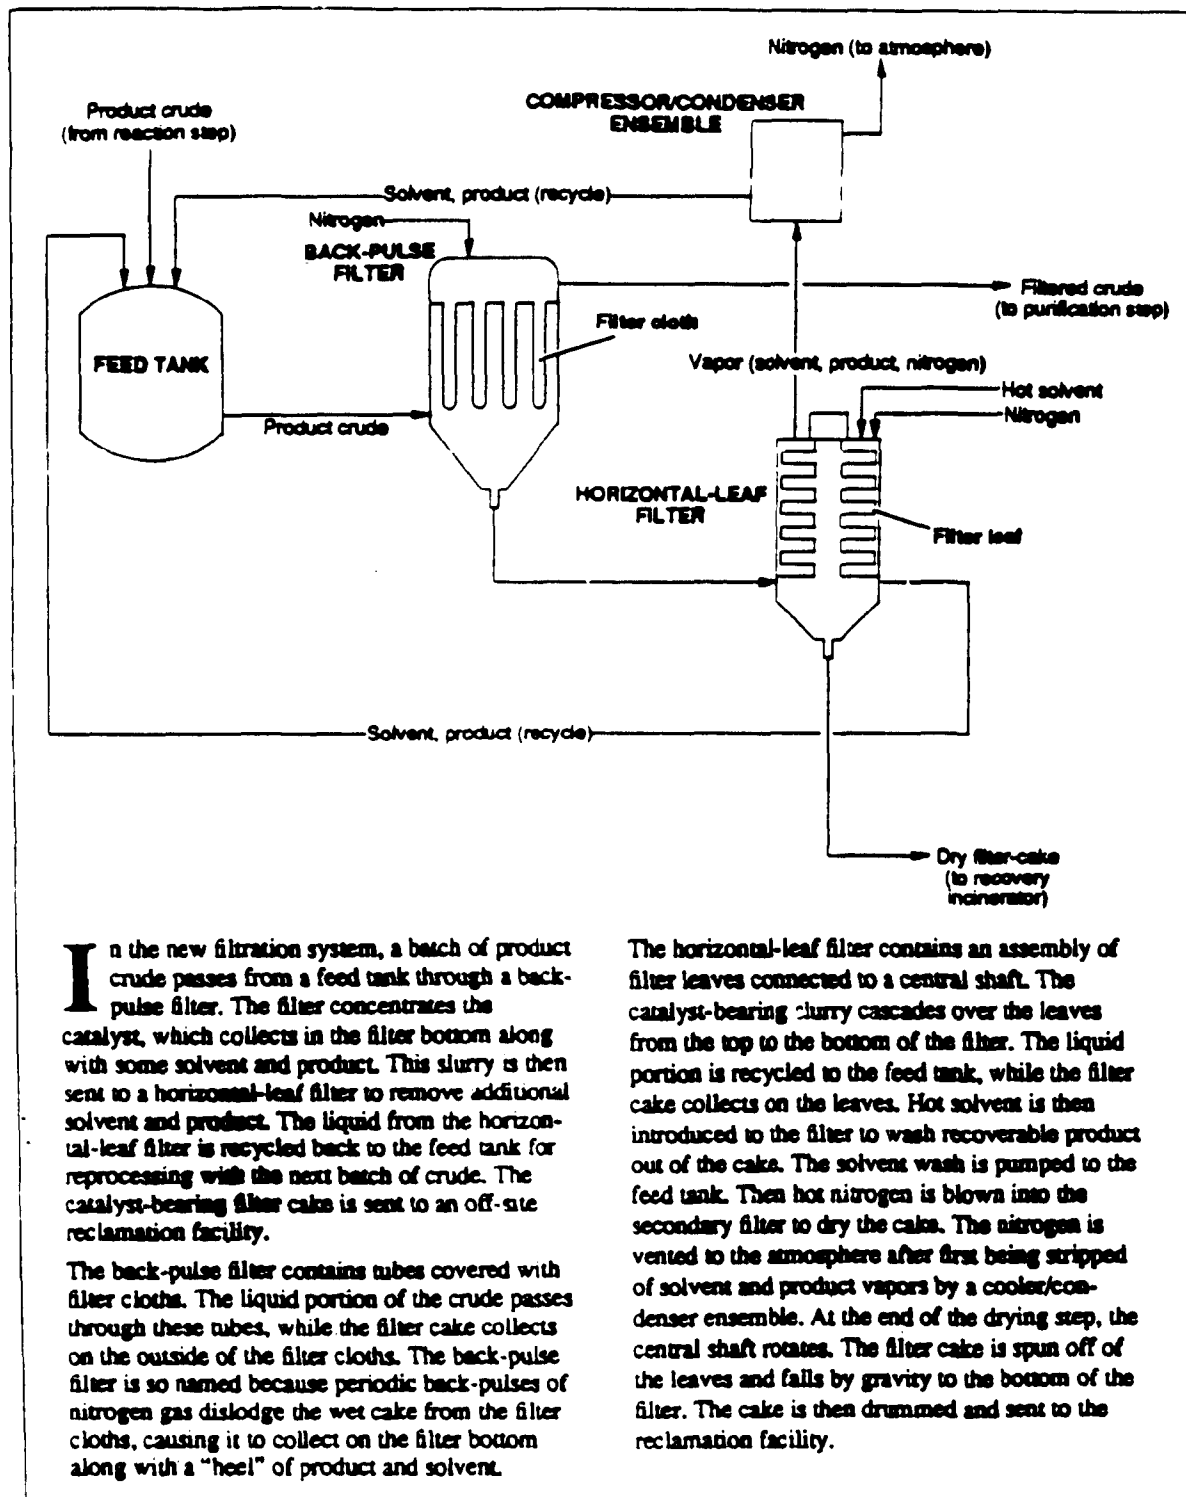 Nitrogen (to atmosphere)
COMPRESSOR/CONDENSER
ENSEMBLE
Product crude
(from reaction step)
Solvent, product (recycle)
Nitrogen
BACK-PULSE
FILTER
Filtered crude
(to purification step)
Filter cloth
FEED TANK
Vapor (solvent, product, nitrogen)
Hot solvent
Nitrogen
Product crude
HORIZONTAL-LEAF
FILTER
Filter leaf
Solvent, product (recycle)
Dry filter-cake
(to recovery
incinerator)
In the new filtration system, a batch of product
crude passes from a feed tank through a back-
pulse filter. The filter concentrates the
catalyst, which collects in the filter bottom along
with some solvent and product. This slurry is then
sent to a horizontal-leaf filter to remove additional
solvent and product. The liquid from the horizon-
tal-leaf filter is recycled back to the feed tank for
reprocessing with the next batch of crude. The
catalyst-bearing filter cake is sent to an off-site
reclamation facility.
The back-pulse filter contains tubes covered with
filter cloths. The liquid portion of the crude passes
through these tubes, while the filter cake collects
on the outside of the filter cloths. The back-pulse
filter is so named because periodic back-pulses of
nitrogen gas dislodge the wet cake from the filter
cloths, causing it to collect on the filter bottom
along with a "heel" of product and solvent.
The horizontal-leaf filter contains an assembly of
filter leaves connected to a central shaft. The
catalyst-bearing slurry cascades over the leaves
from the top to the bottom of the filter. The liquid
portion is recycled to the feed tank, while the filter
cake collects on the leaves. Hot solvent is then
introduced to the filter to wash recoverable product
out of the cake. The solvent wash is pumped to the
feed tank. Then hot nitrogen is blown into the
secondary filter to dry the cake. The nitrogen is
vented to the atmosphere after first being stripped
of solvent and product vapors by a cooler/con-
denser ensemble. At the end of the drying step, the
central shaft rotates. The filter cake is spun off of
the leaves and falls by gravity to the bottom of the
filter. The cake is then drummed and sent to the
reclamation facility.